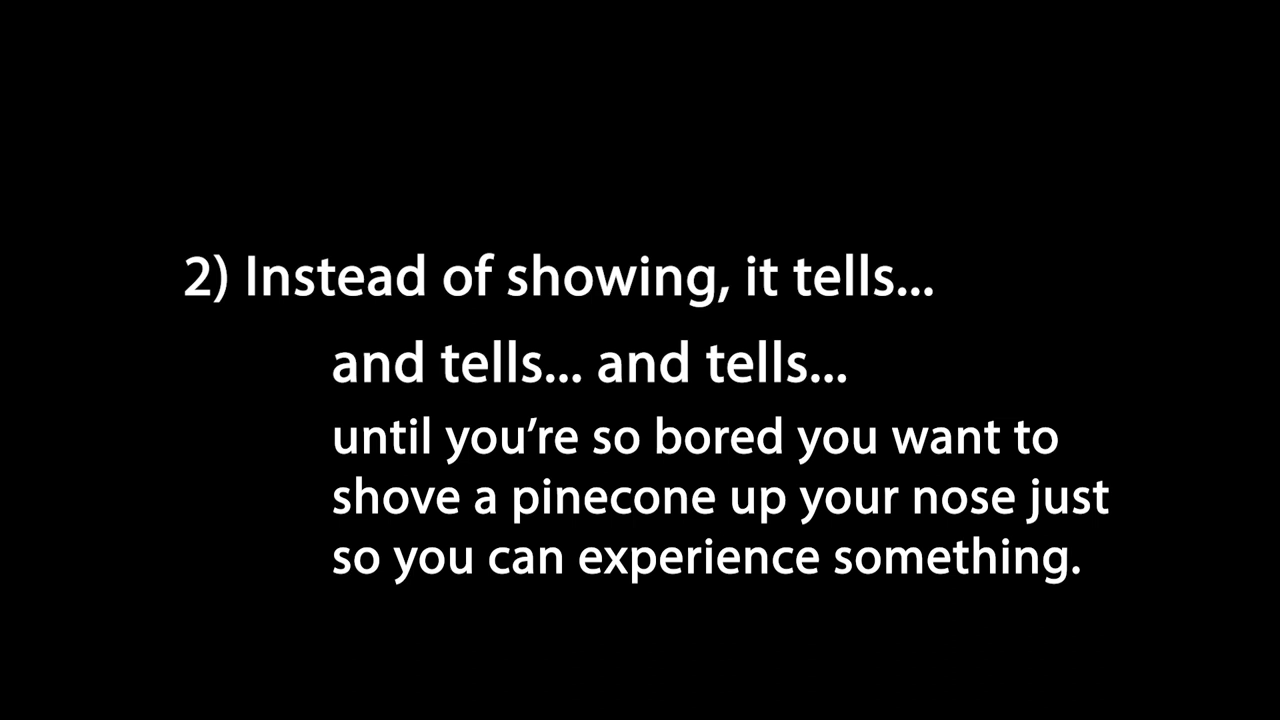 2) Instead of showing, it tells...
and tells... and tells...
until you’re so bored you want to
shove a pinecone up your nose just
so you can experience something.